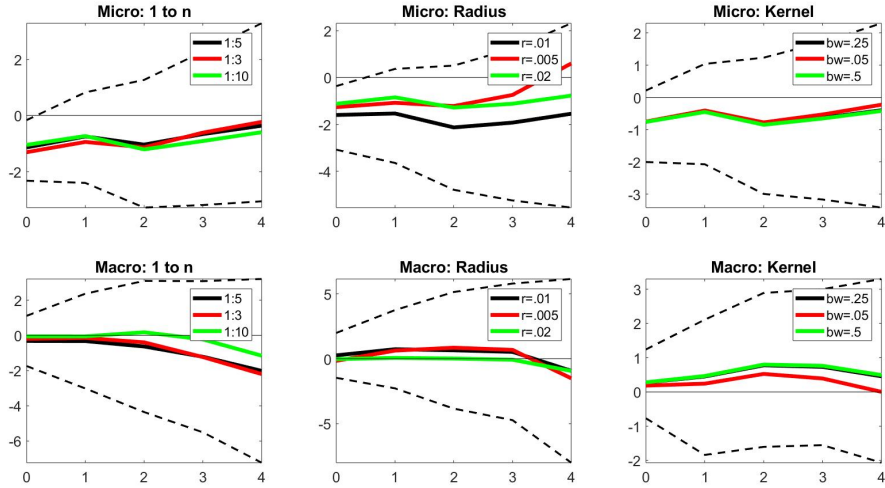 Micro: 1 to n
2
0
-2
1:5
1:3
1:10
0 1 2 3 4
Micro: Radius
2
0
-2
-4
r=.01
r=.005
r=.02
0 1 2 3 4
Micro: Kernel
2
1
0
-1
-2
-3
bw=.25
bw=.05
bw=.5
0 1 2 3 4
Macro: 1 to n
2
0
-2
-4
-6
1:5
1:3
1:10
0 1 2 3 4
Macro: Radius
5
0
-5
r=.01
r=.005
r=.02
0 1 2 3 4
Macro: Kernel
3
2
1
0
-1
-2
bw=.25
bw=.05
bw=.5
0 1 2 3 4